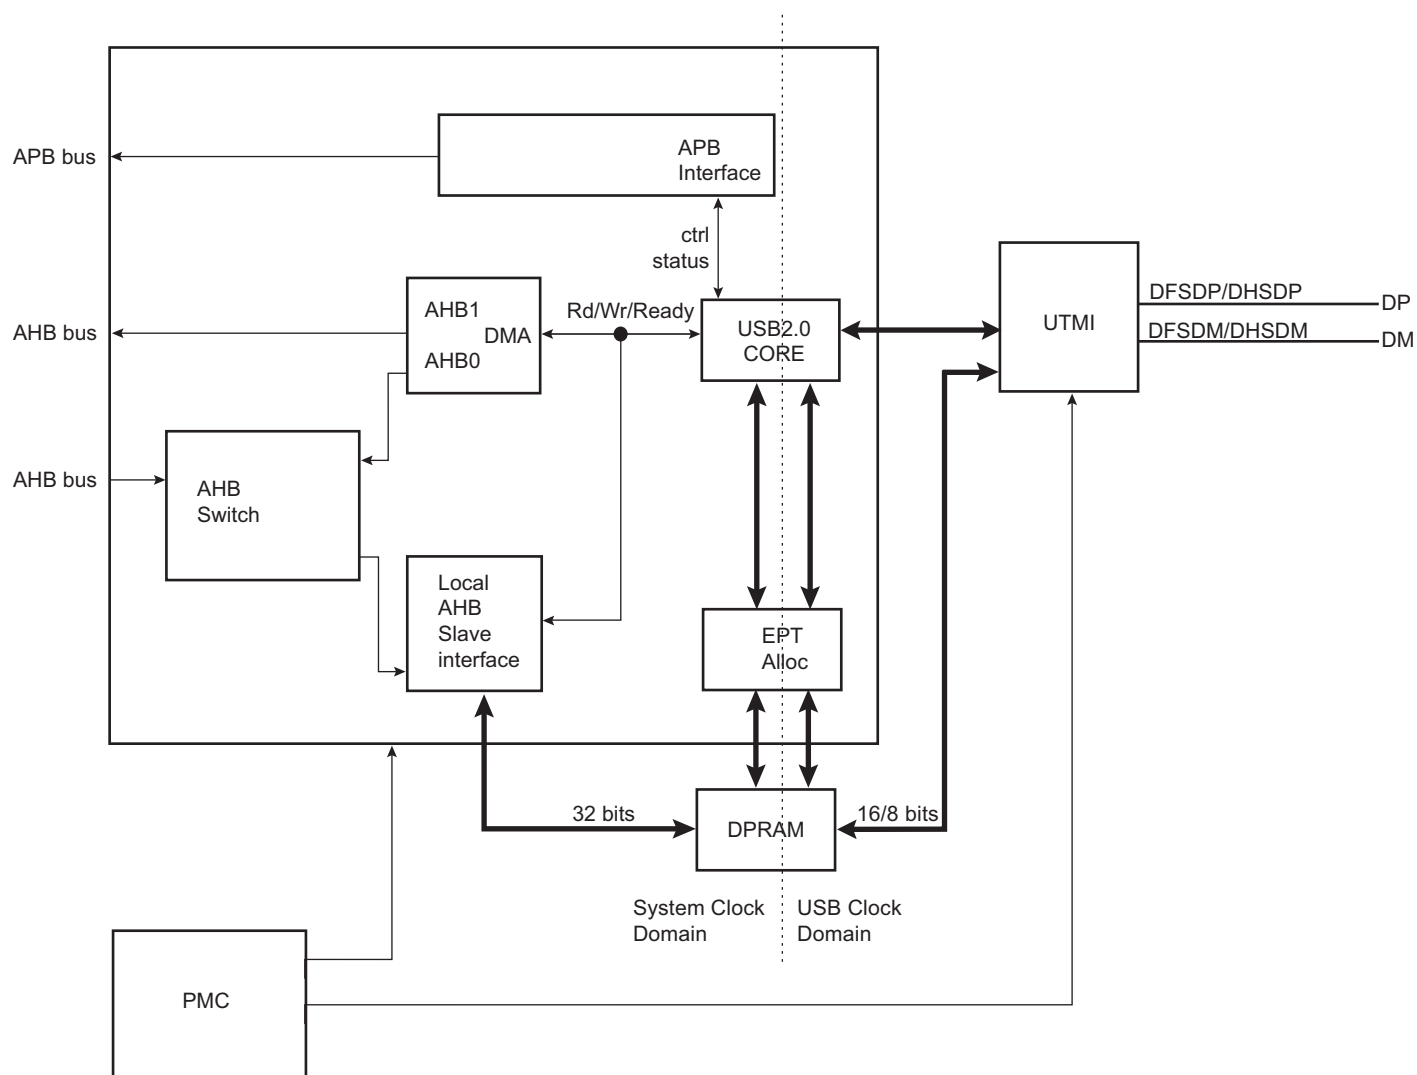 APB bus
APB
Interface
ctrl
status
AHB bus
AHB1
DMA
AHB0
Rd/Wr/Ready
USB2.0
CORE
UTMI
DFSDP/DHSDP
DP
DFSDM/DHSDM
DM
AHB bus
AHB
Switch
Local
AHB
Slave
interface
EPT
Alloc
32 bits
DPRAM
16/8 bits
System Clock
Domain
USB Clock
Domain
PMC